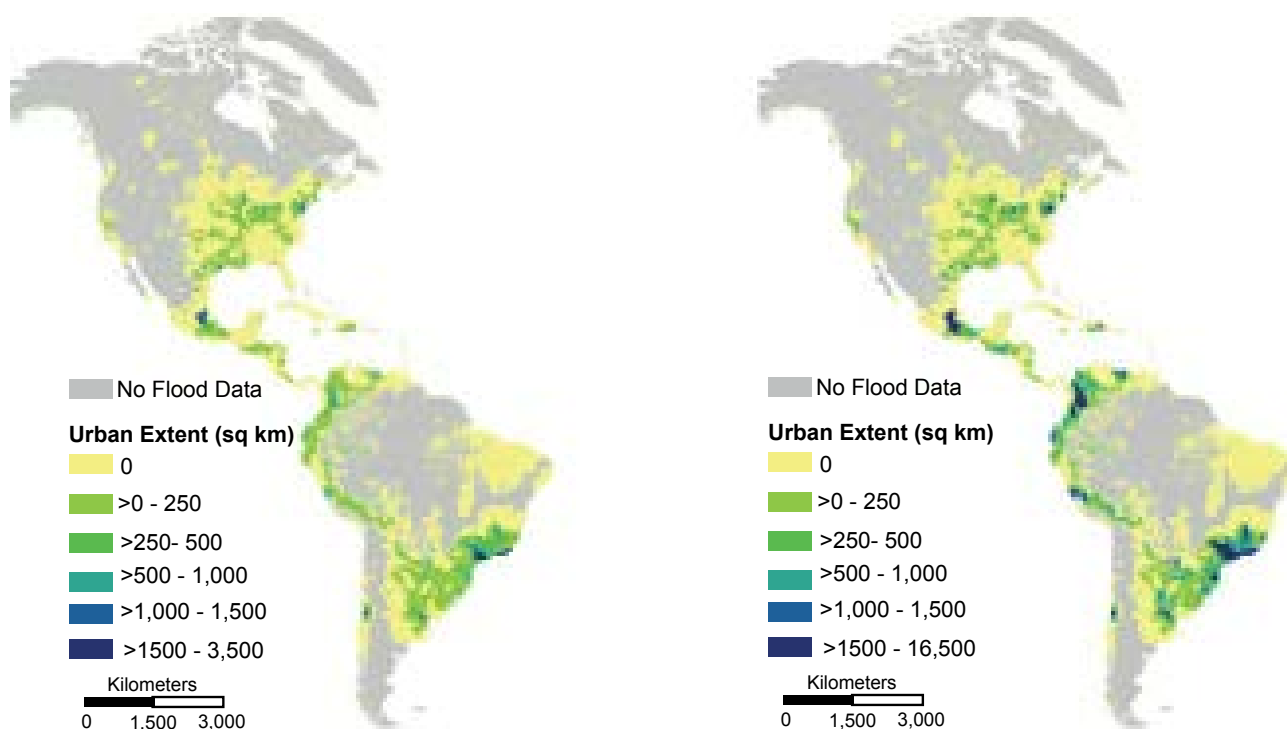 No Flood Data
Urban Extent (sq km)
0
>0 - 250
>250- 500
>500 - 1,000
>1,000 - 1,500
>1500 - 3,500
Kilometers
0 1,500 3,000
No Flood Data
Urban Extent (sq km)
0
>0 - 250
>250- 500
>500 - 1,000
>1,000 - 1,500
>1500 - 16,500
Kilometers
0 1,500 3,000